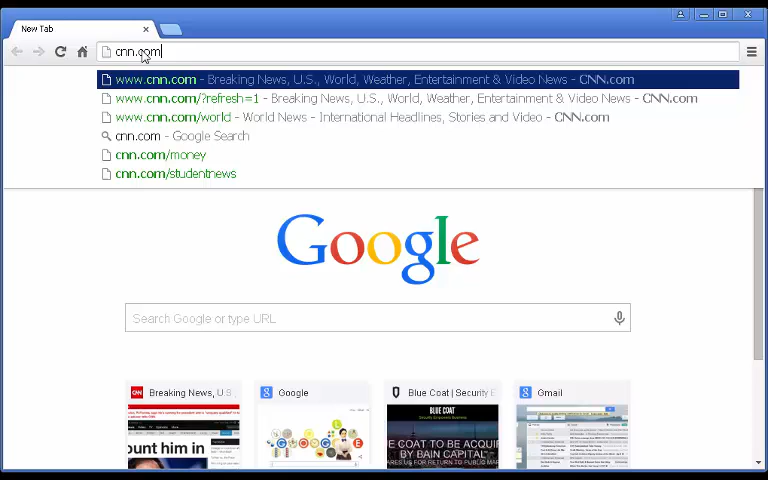 New Tab
cnn.com
www.cnn.com - Breaking News, U.S., World, Weather, Entertainment & Video News - CNN.com
www.cnn.com/?refresh=1 - Breaking News, U.S., World, Weather, Entertainment & Video News - CNN.com
www.cnn.com/world - World News - International Headlines, Stories and Video - CNN.com
cnn.com - Google Search
cnn.com/money
cnn.com/studentnews
Google
Search Google or type URL
CNN Breaking News, U.S
Google
Blue Coat | Security E
Gmail
ount him in
BLUE COAT
E COAT TO BE ACQUI
BAIN CAPITAL